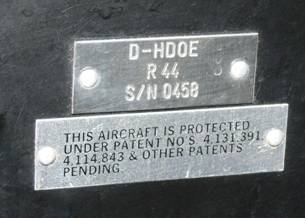 D-HDOE
R 44
S/N 0458
THIS AIRCRAFT IS PROTECTED
UNDER PATENT NO'S. 4.131.391.
4.114.843 & OTHER PATENTS
PENDING.